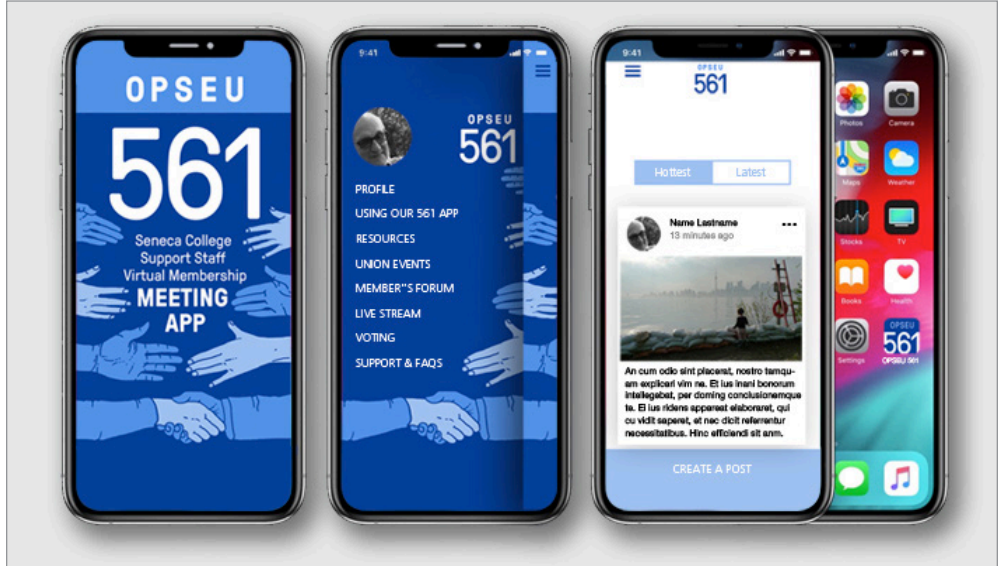 OPSEU
561
Seneca College
Support Staff
Virtual Membership
MEETING
APP
9:41
OPSEU
561
PROFILE
USING OUR 561 APP
RESOURCES
UNION EVENTS
MEMBER"S FORUM
LIVE STREAM
VOTING
SUPPORT & FAQS
9:41
OPSEU
561
Hottest
Latest
Name Lastname
13 minutes ago
An cum odio sint placerat, nostro tamqu-
am explicari vim ne. Et ius inani bonorum
intellegebat, per doming conclusionemque
te. Ei ius ridens appareat elaboraret, qui
cu vidit saperet, et nec dicit referrentur
necessitatibus. Hinc efficiendi sit anm.
CREATE A POST
Photos
Camera
Maps
Weather
Stocks
TV
Books
Health
Settings
OPSEU
561
OPSEU 561